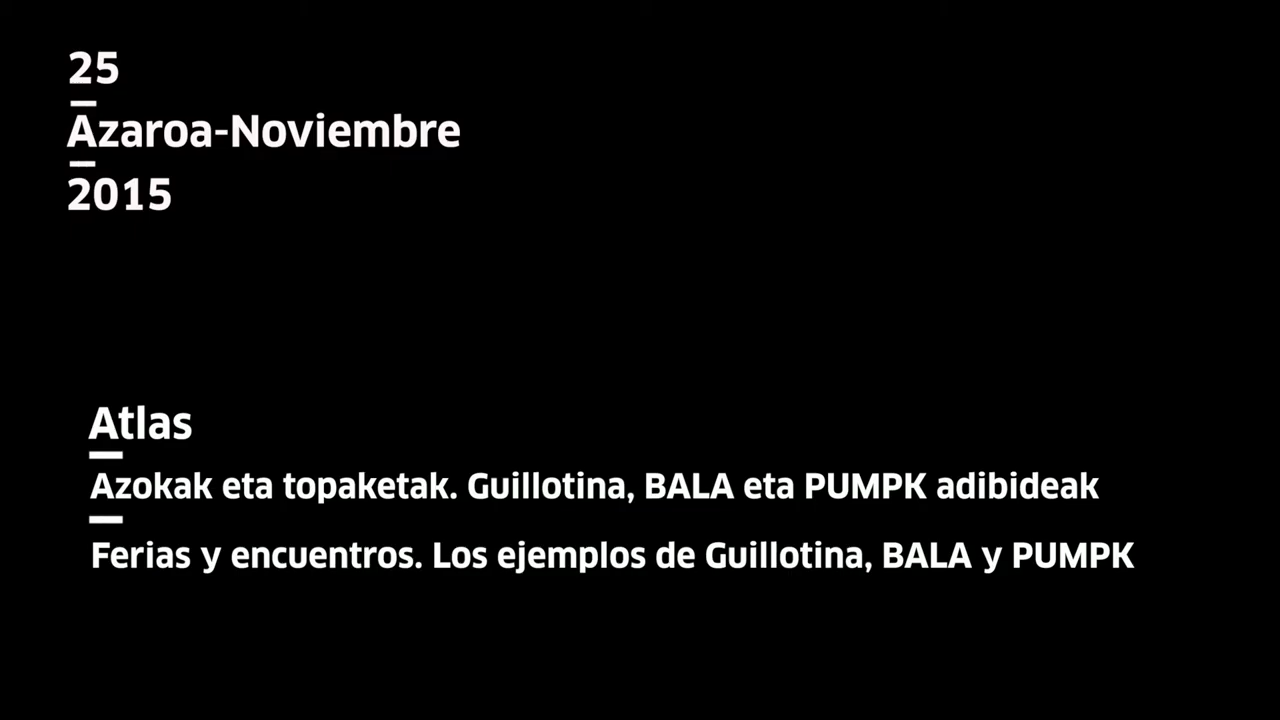 25
Azaroa-Noviembre
2015
Atlas
Azokak eta topaketak. Guillotina, BALA eta PUMPK adibideak
Ferias y encuentros. Los ejemplos de Guillotina, BALA y PUMPK